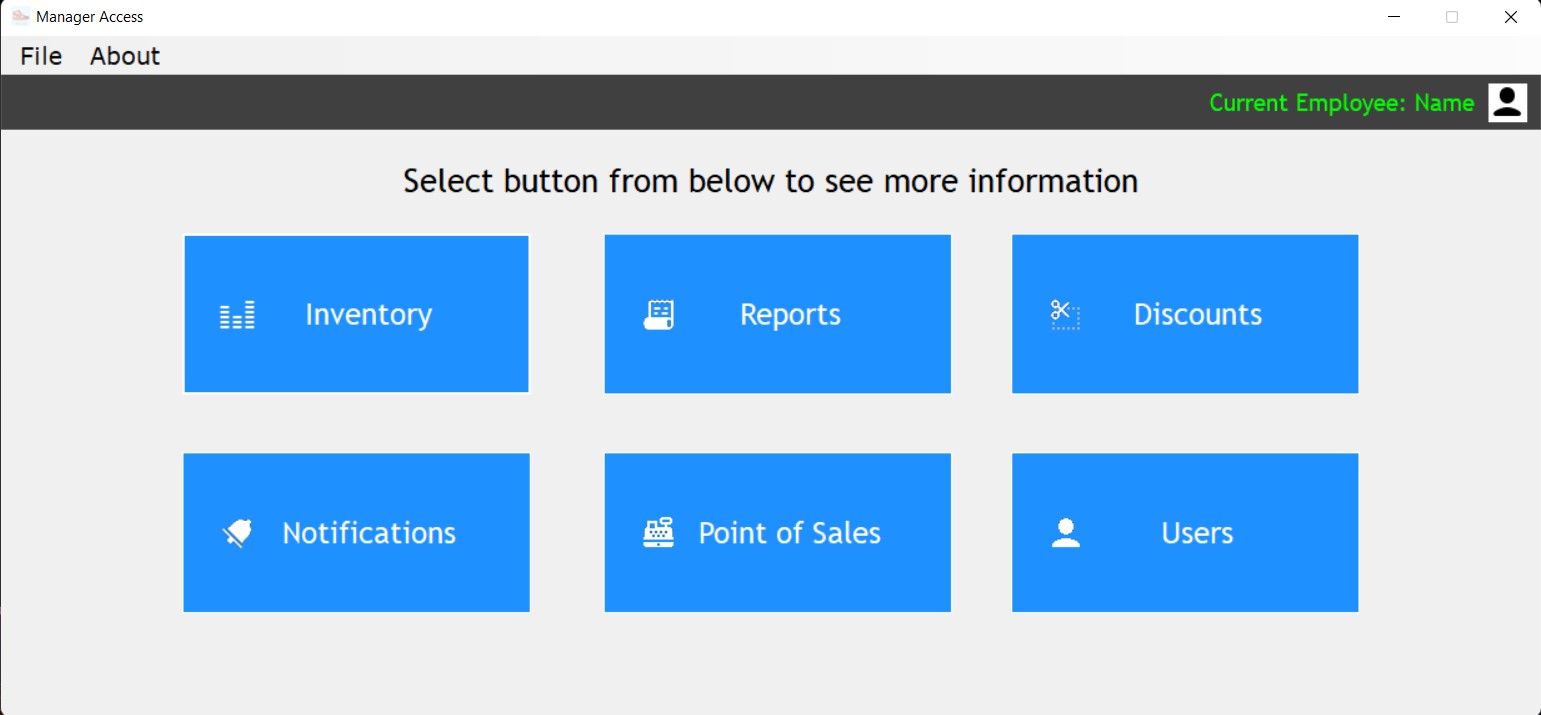 Manager Access
File About
Current Employee: Name
Select button from below to see more information
Inventory
Reports
Discounts
Notifications
Point of Sales
Users